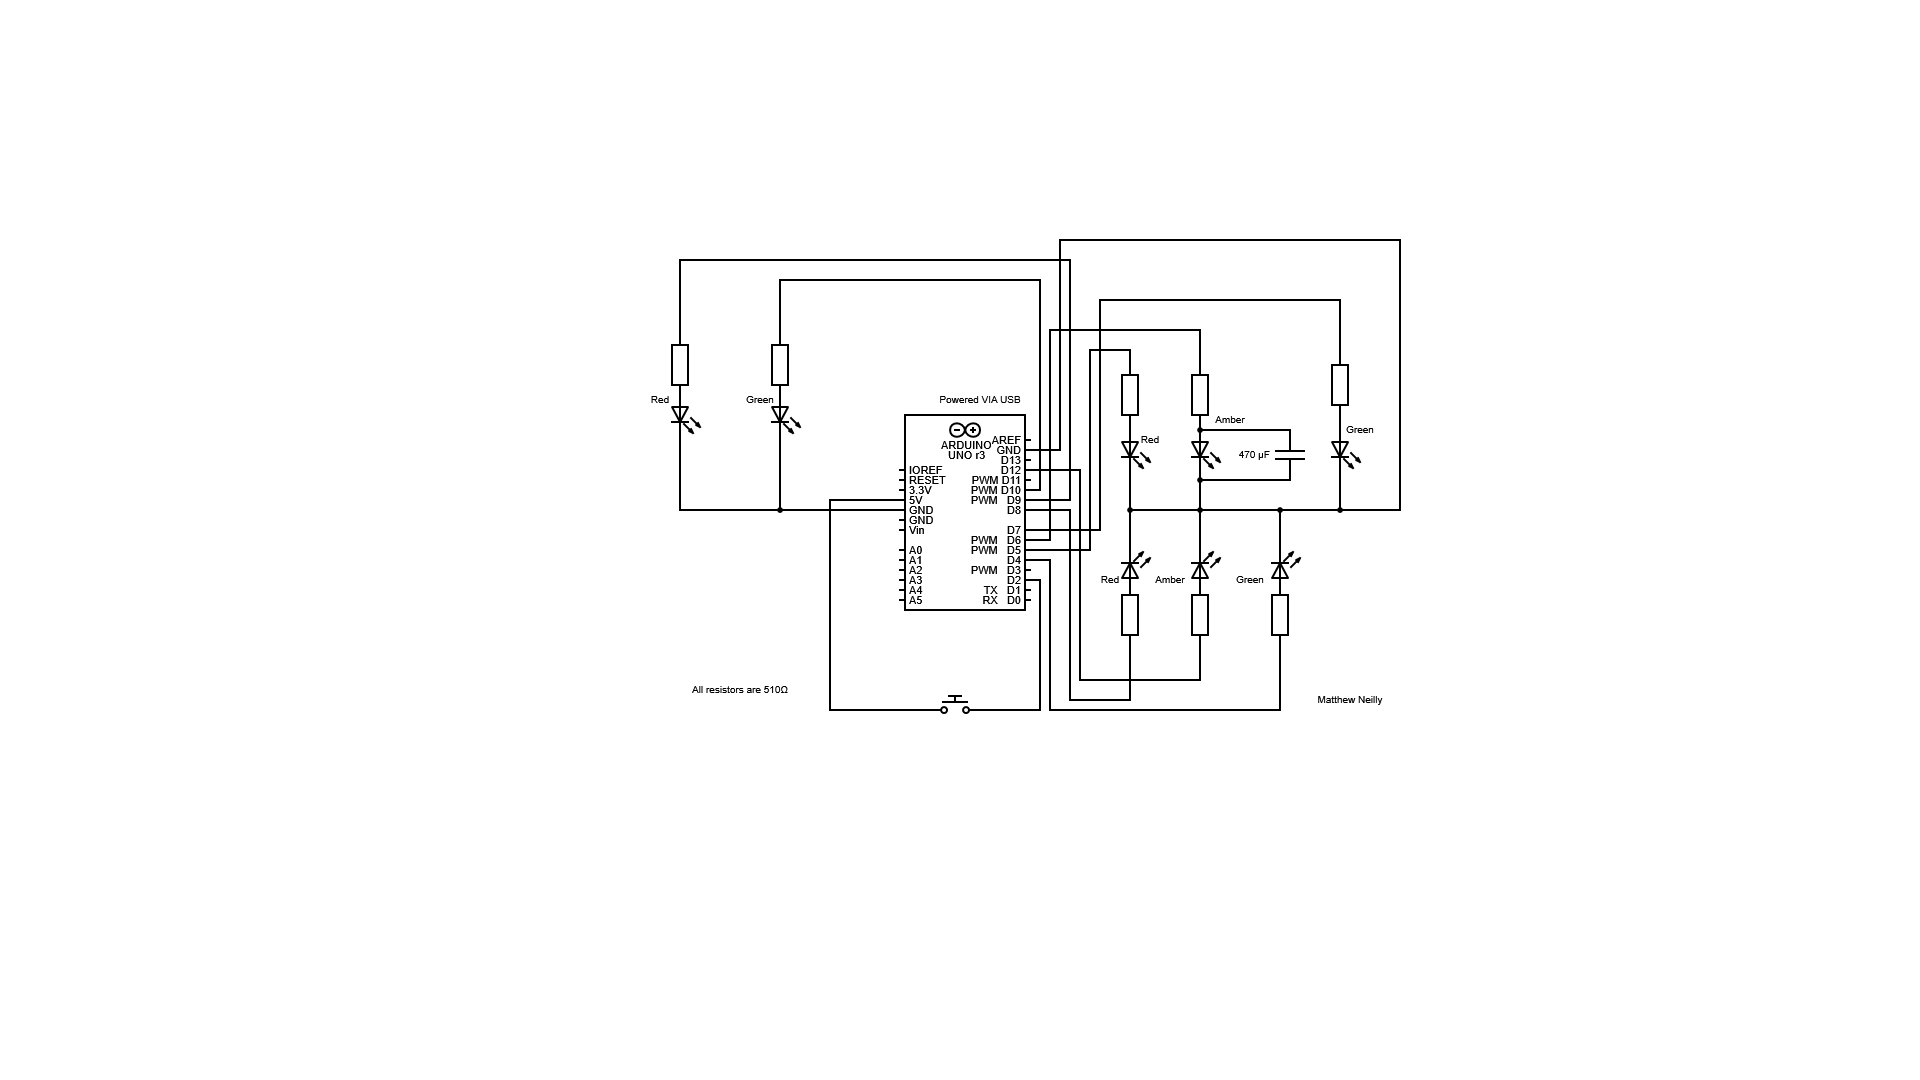 Red
Green
Powered VIA USB
ARDUINO
UNO r3
IOREF
RESET
3.3V
5V
GND
GND
Vin
A0
A1
A2
A3
A4
A5
AREF
GND
D13
D12
PWM D11
PWM D10
PWM D9
D8
D7
PWM D6
PWM D5
D4
PWM D3
D2
TX D1
RX D0
Red
Amber
470 µF
Green
Red
Amber
Green
All resistors are 510Ω
Matthew Neilly